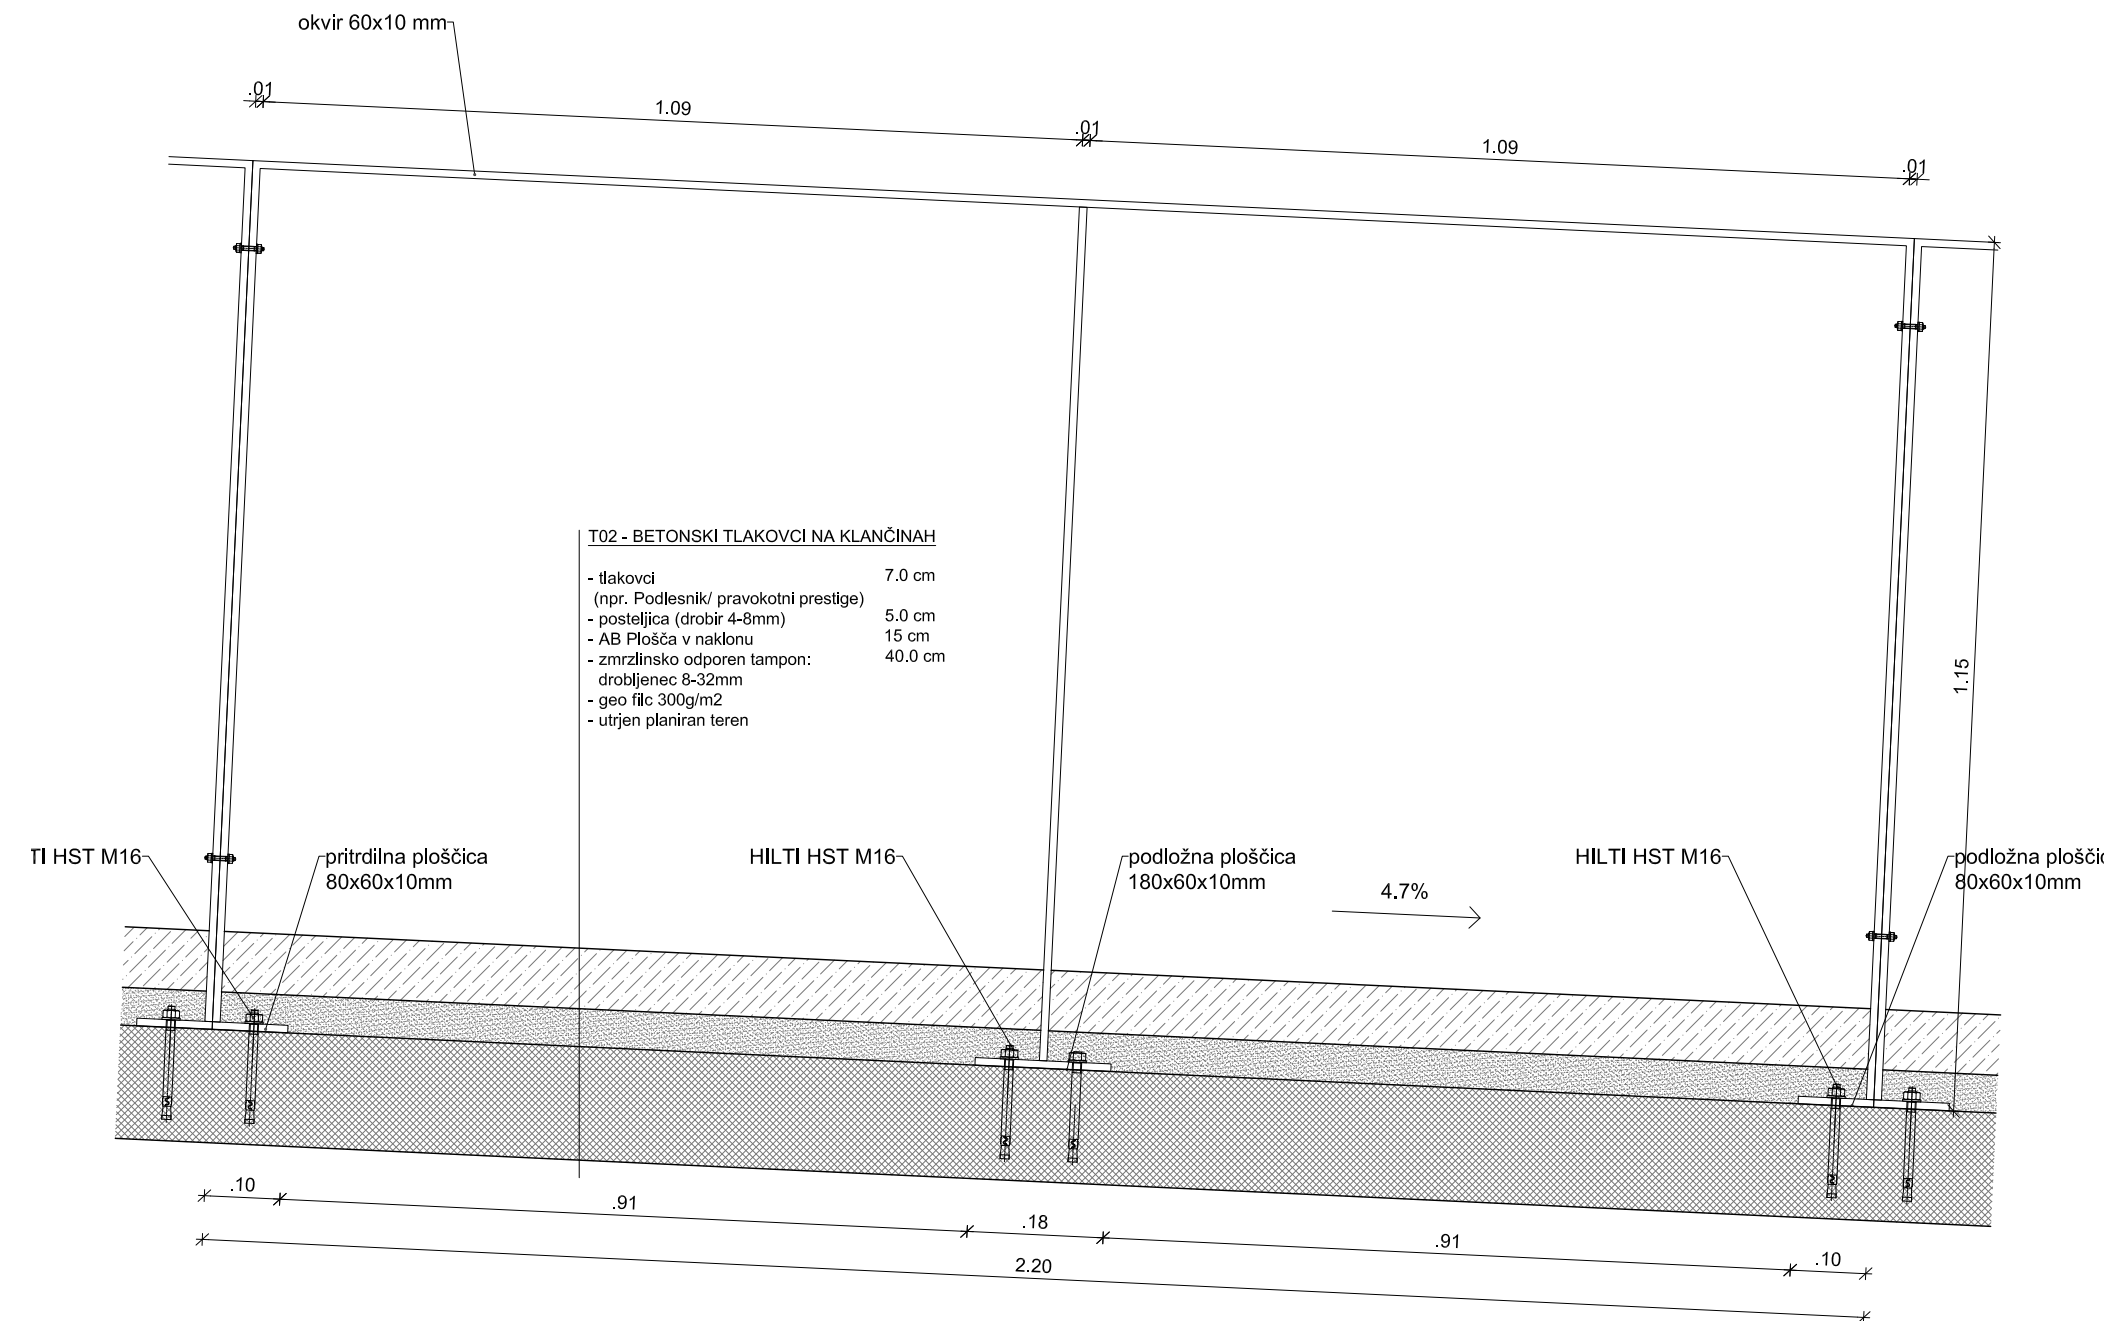 okvir 60x10 mm
.01
1.09
.01
1.09
.01
T02 - BETONSKI TLAKOVCI NA KLANČINAH
- tlakovci 7.0 cm
(npr. Podlesnik/ pravokotni prestige)
- posteljica (drobir 4-8mm) 5.0 cm
- AB Plošča v naklonu 15 cm
- zmrzlinsko odporen tampon: 40.0 cm
drobljenec 8-32mm
- geo filc 300g/m2
- utrjen planiran teren
1.15
TI HST M16
pritrdilna ploščica
80x60x10mm
HILTI HST M16
podložna ploščica
180x60x10mm
4.7%
HILTI HST M16
podložna plošči
80x60x10mm
.10
.91
.18
.91
.10
2.20